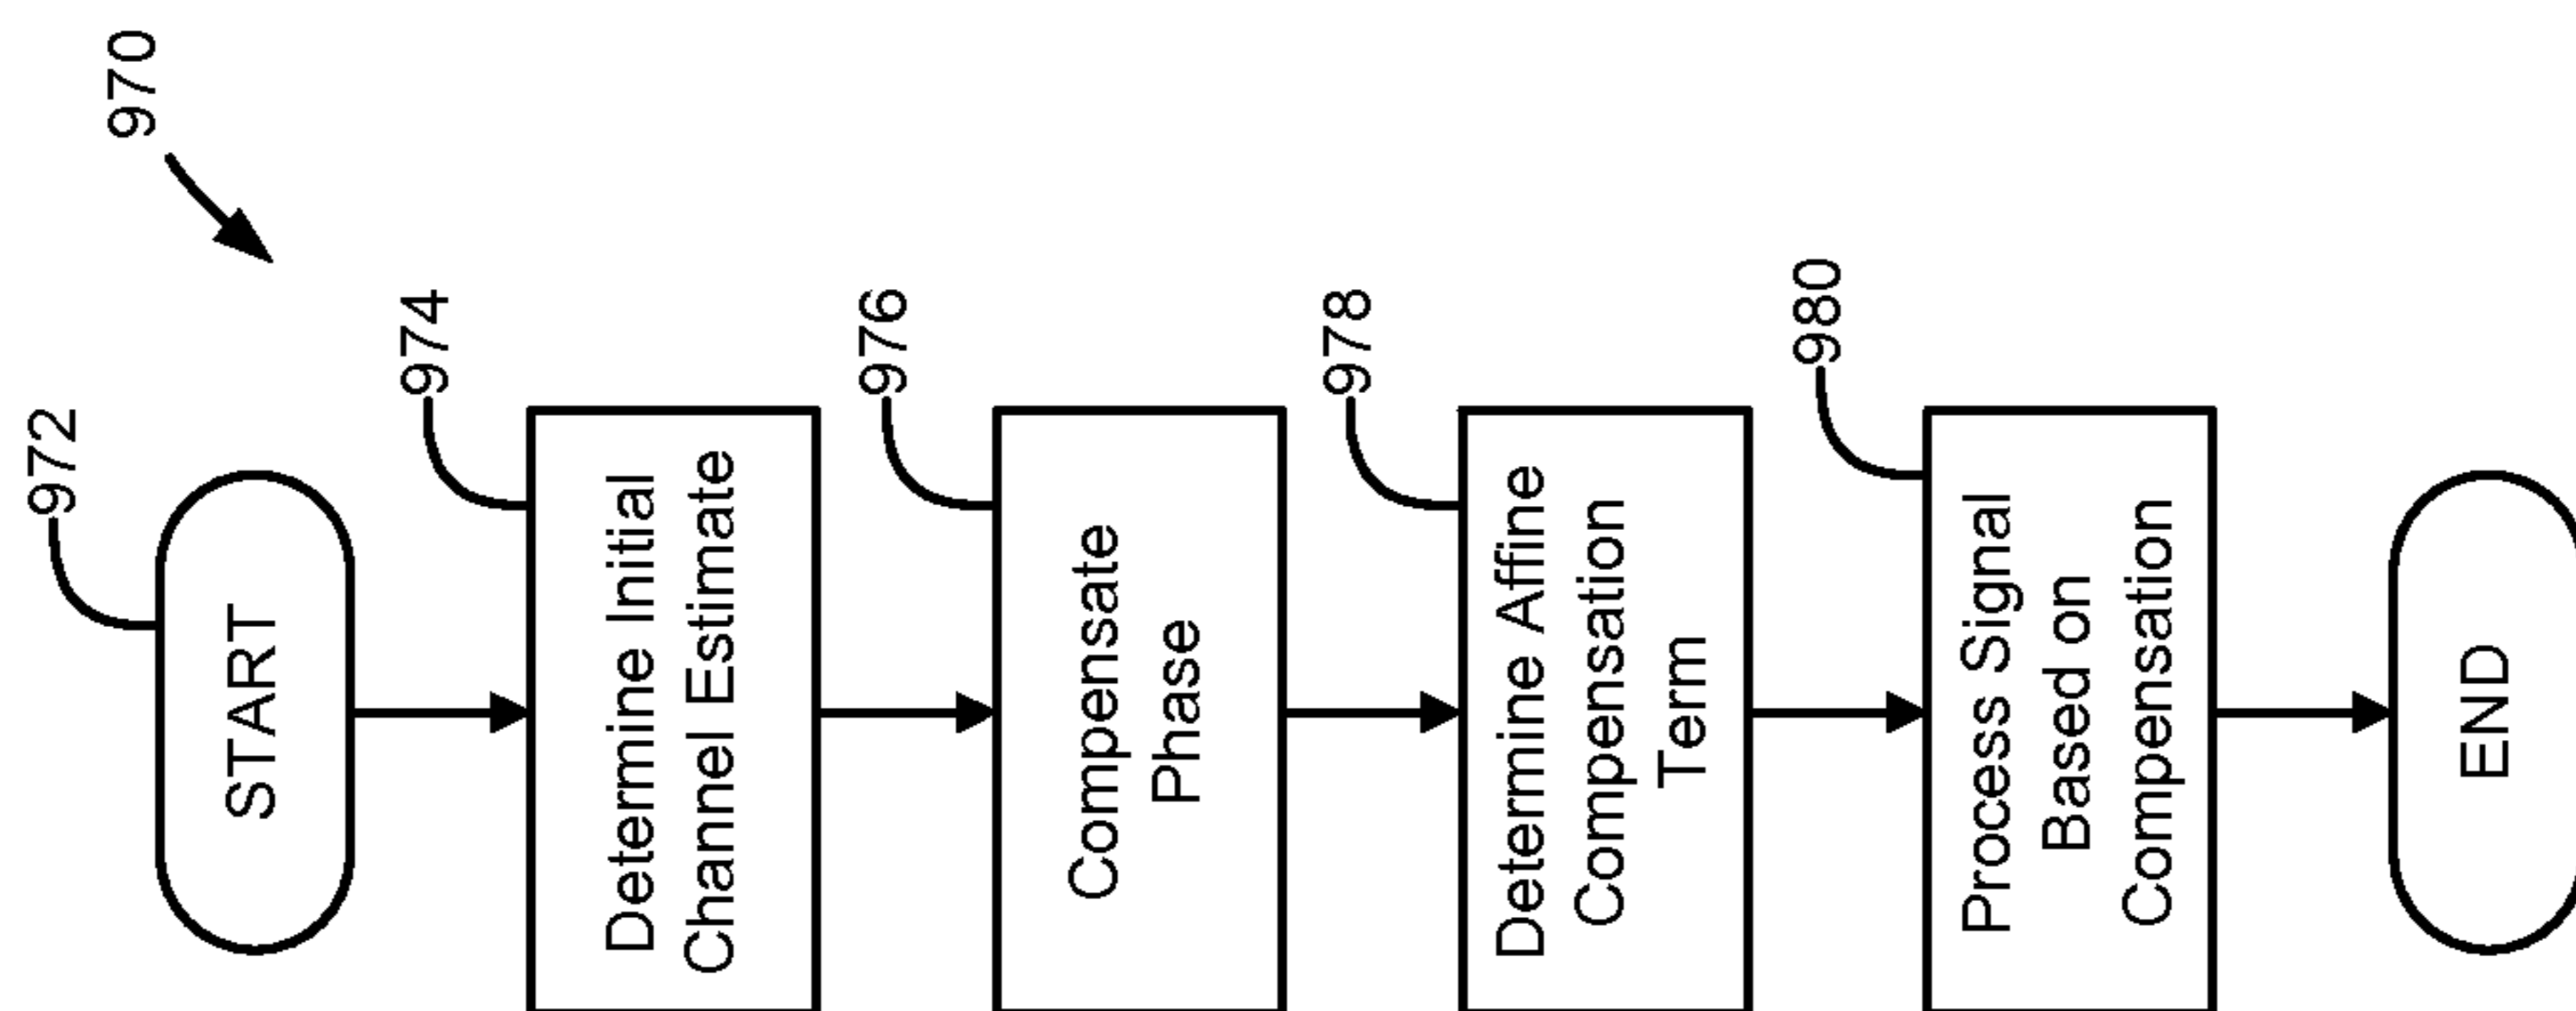 970
972
START
974
Determine Initial
Channel Estimate
976
Compensate
Phase
978
Determine Affine
Compensation
Term
980
Process Signal
Based on
Compensation
END